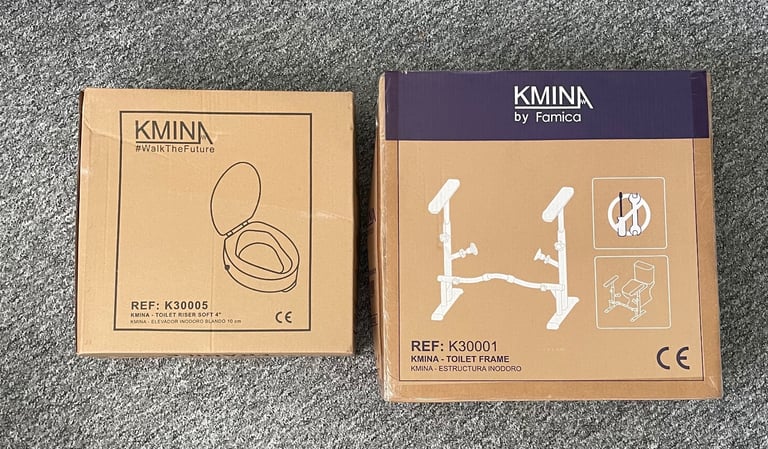 KMINA
#WalkTheFuture
REF: K30005
KMINA - TOILET RISER SOFT 4"
KMINA - ELEVADOR INODORO BLANDO 10 cm
CE
KMINA
by Famica
REF: K30001
KMINA - TOILET FRAME
KMINA - ESTRUCTURA INODORO
CE